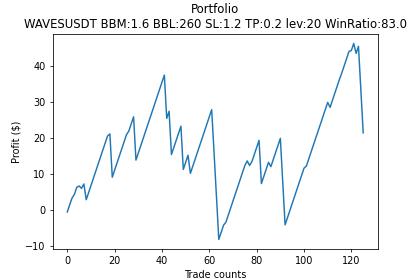 Portfolio
WAVESUSDT BBM:1.6 BBL:260 SL:1.2 TP:0.2 lev:20 WinRatio:83.0
Profit ($)
40
30
20
10
0
−10
0 20 40 60 80 100 120
Trade counts